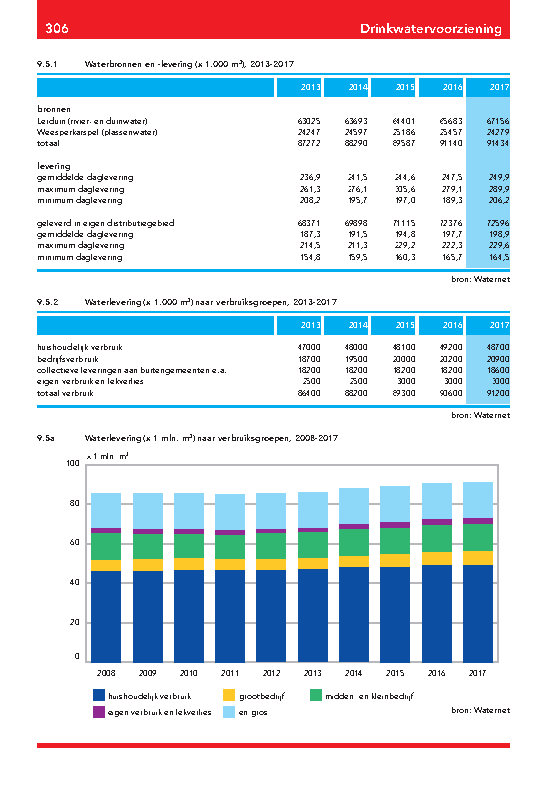 306 Drinkwatervoorziening
9.5.1 Waterbronnen en -levering (x 1.000 m³), 2013-2017
2013 2014 2015 2016 2017
bronnen
Leiduin (rivier- en duinwater) 63025 63693 64401 65683 67156
Weesperkarspel (plassenwater) 24247 24597 25186 25457 24279
totaal 87272 88290 89587 91140 91434
levering
gemiddelde daglevering 236,9 241,5 244,6 247,5 249,9
maximum daglevering 261,3 276,1 305,6 279,1 289,9
minimum daglevering 208,2 195,7 197,0 189,3 206,2
geleverd in eigen distributiegebied 68371 69898 71115 72376 72596
gemiddelde daglevering 187,3 191,5 194,8 197,7 198,9
maximum daglevering 214,5 211,3 229,2 222,3 229,6
minimum daglevering 154,8 159,5 160,3 165,7 164,5
bron: Waternet
9.5.2 Waterlevering (x 1.000 m³) naar verbruiksgroepen, 2013-2017
2013 2014 2015 2016 2017
huishoudelijk verbruik 47000 48000 48100 49200 48700
bedrijfsverbruik 18700 19500 20000 20200 20900
collectieve leveringen aan buitengemeenten e.a. 18200 18200 18200 18200 18600
eigen verbruik en lekverlies 2500 2500 3000 3000 3000
totaal verbruik 86400 88200 89300 90600 91200
bron: Waternet
9.5a Waterlevering (x 1 mln. m³) naar verbruiksgroepen, 2008-2017
x 1 mln. m³
100
80
60
40
20
0
2008 2009 2010 2011 2012 2013 2014 2015 2016 2017
huishoudelijk verbruik grootbedrijf midden- en kleinbedrijf
eigen verbruik en lekverlies en gros
bron: Waternet